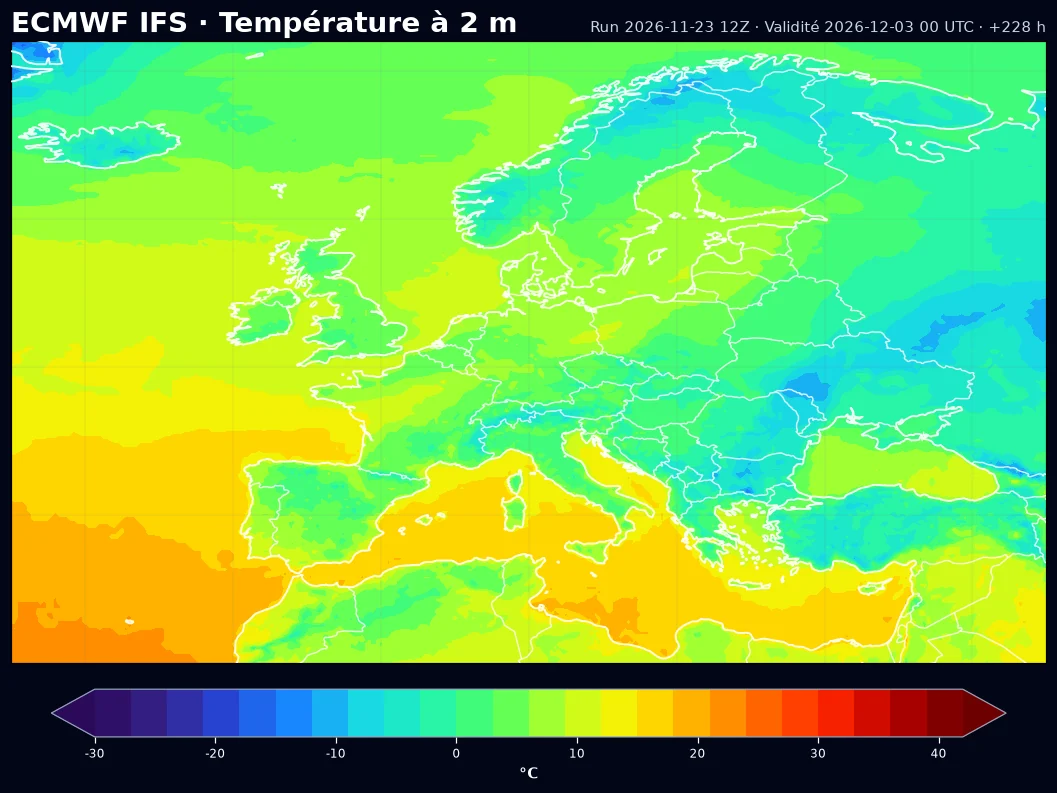 ECMWF IFS · Température à 2 m
Run 2026-11-23 12Z · Validité 2026-12-03 00 UTC · +228 h
-30 -20 -10 0 10 20 30 40
°C